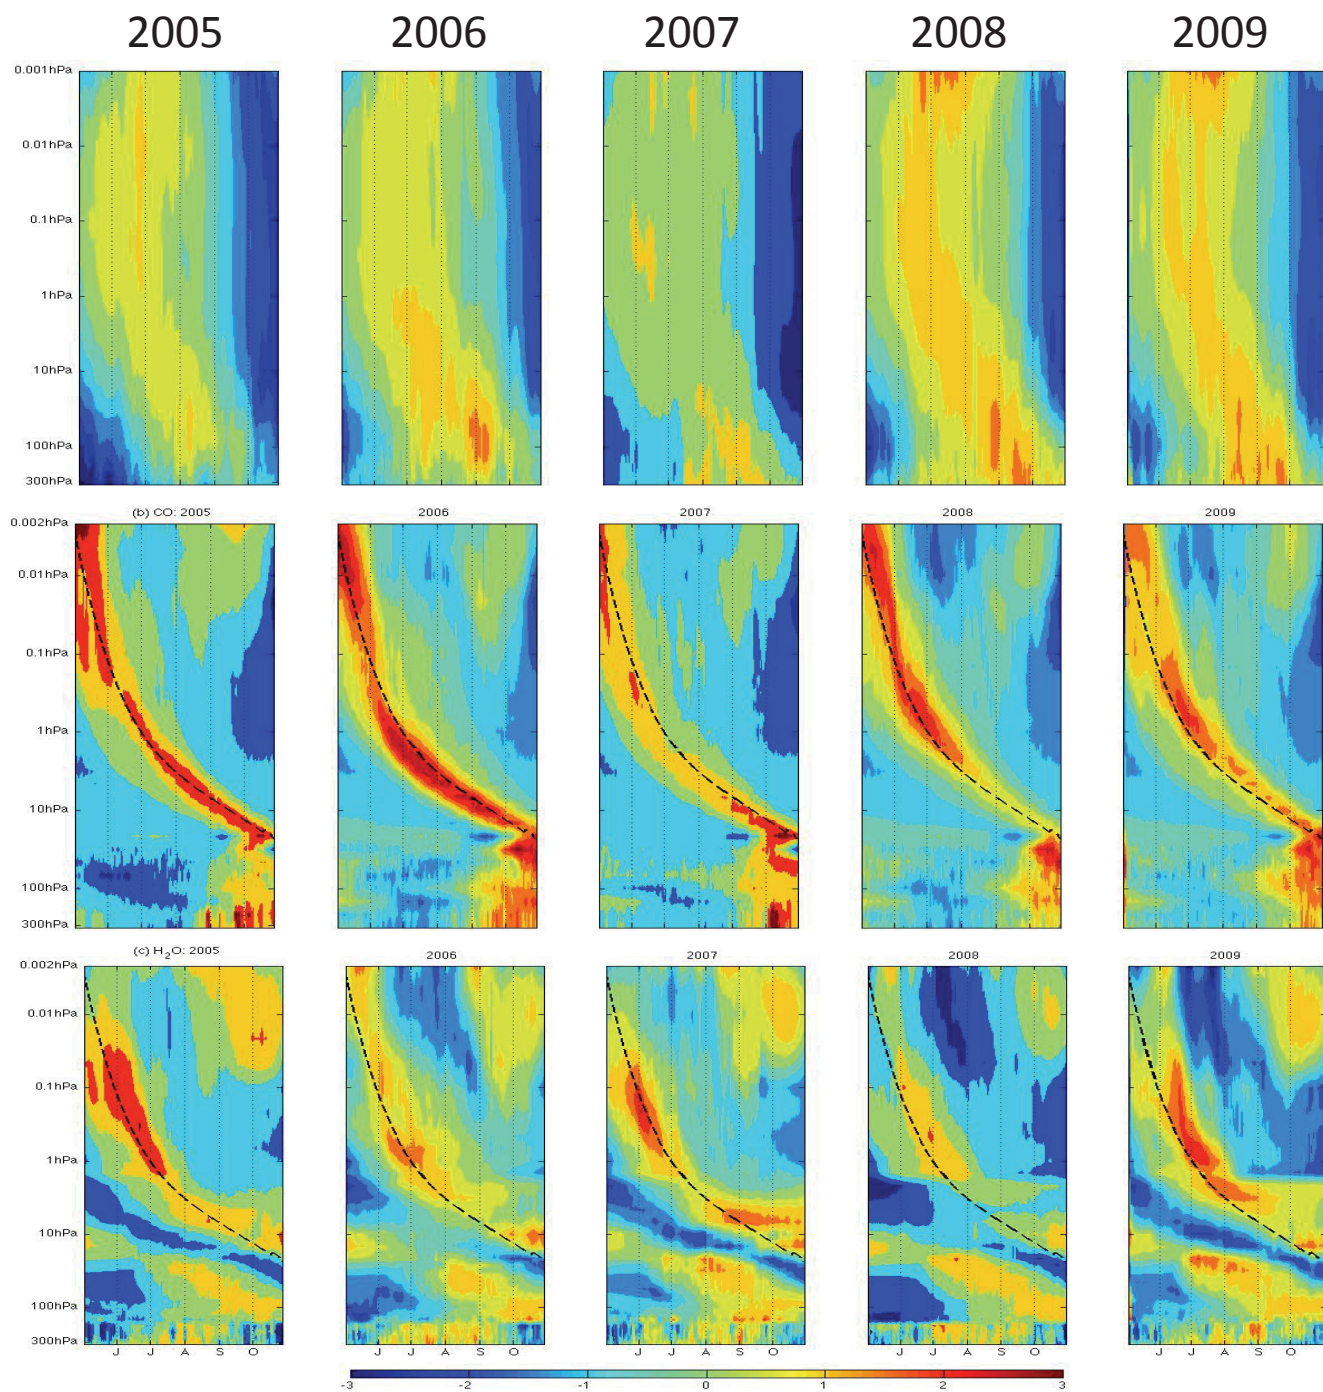 2005 2006 2007 2008 2009
0.001hPa
0.01hPa
0.1hPa
1hPa
10hPa
100hPa
300hPa
(b) CO: 2005 2006 2007 2008 2009
0.002hPa
0.01hPa
0.1hPa
1hPa
10hPa
100hPa
300hPa
(c) H₂O: 2005 2006 2007 2008 2009
0.002hPa
0.01hPa
0.1hPa
1hPa
10hPa
100hPa
300hPa
J J A S O J J A S O J J A S O J J A S O J J A S O
-3 -2 -1 0 1 2 3